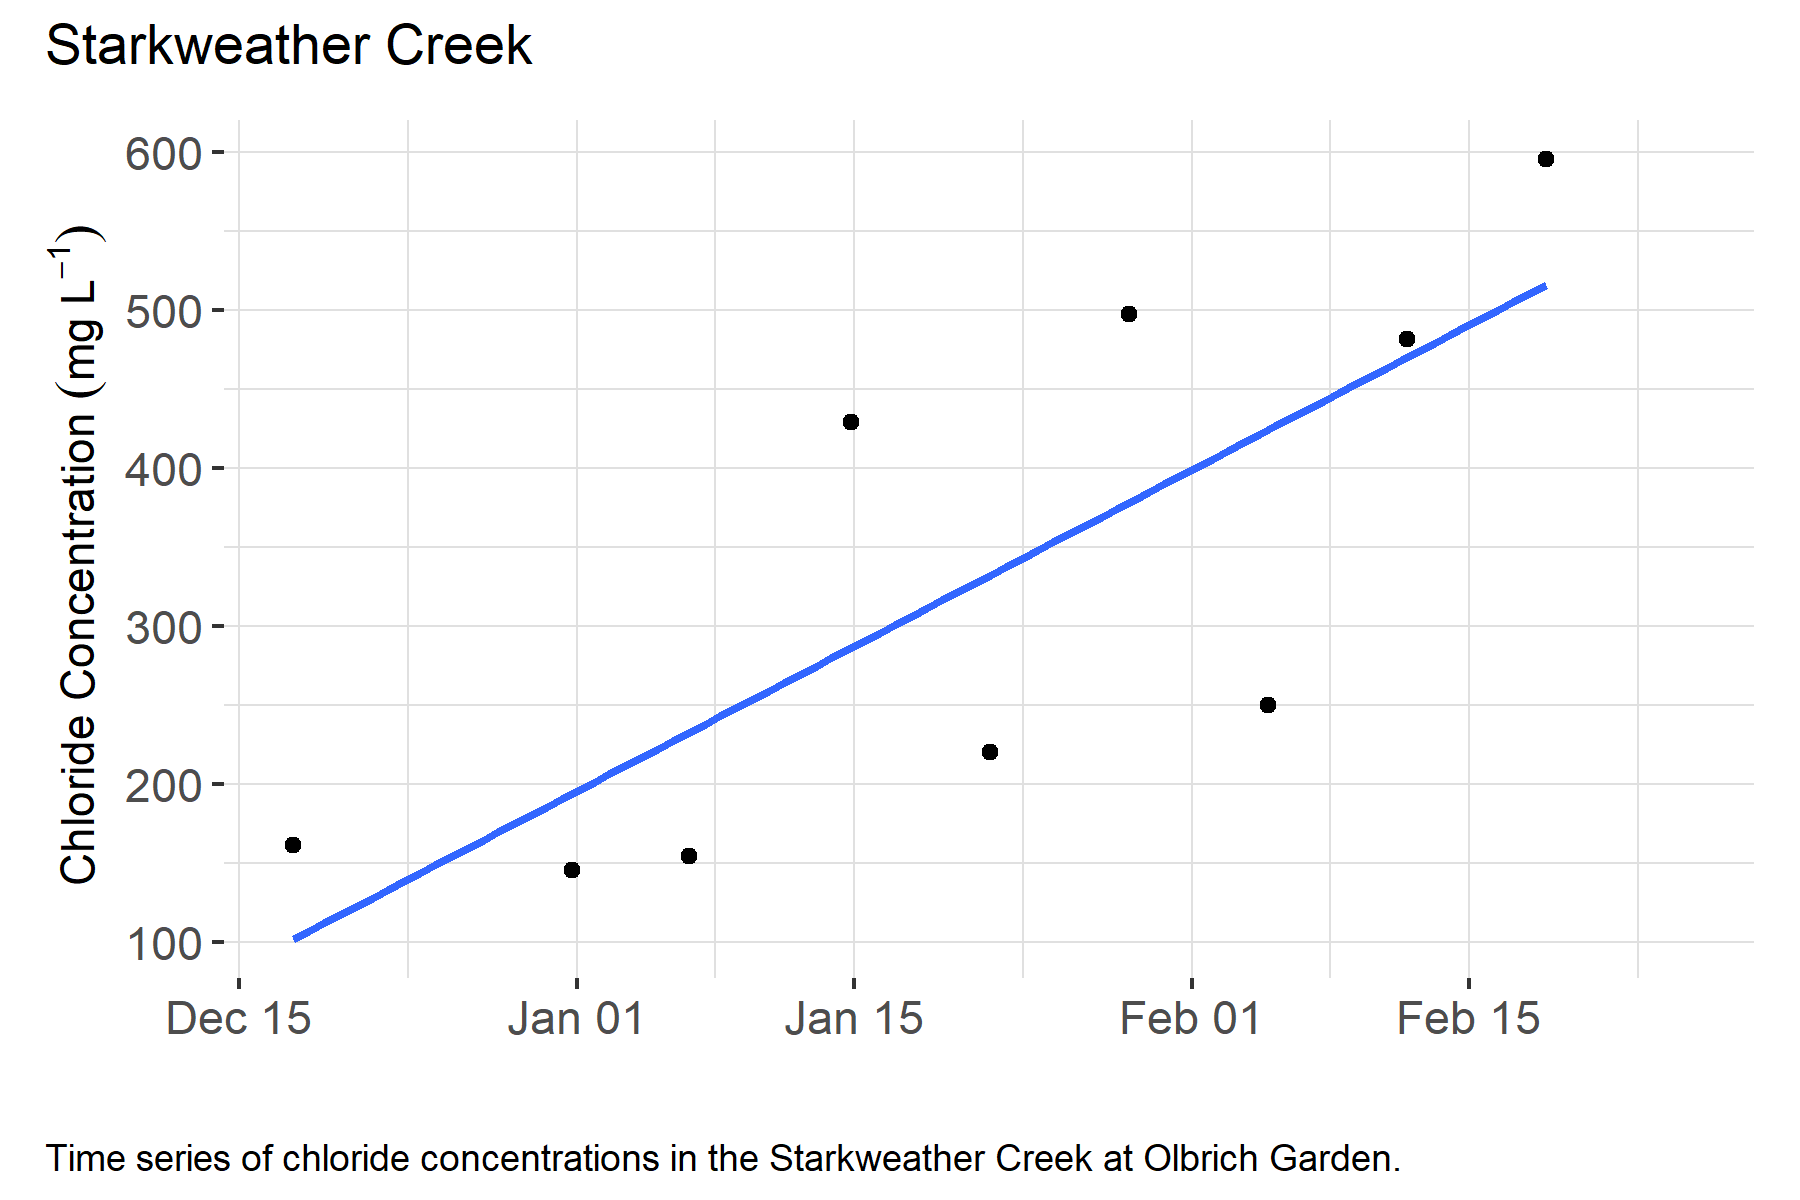 Starkweather Creek
Chloride Concentration (mg L⁻¹)
600
500
400
300
200
100
Dec 15 Jan 01 Jan 15 Feb 01 Feb 15
Time series of chloride concentrations in the Starkweather Creek at Olbrich Garden.